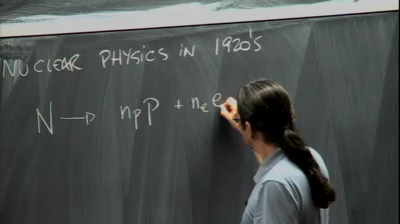 NUCLEAR PHYSICS IN 1920's
N → nₚP + nₑe